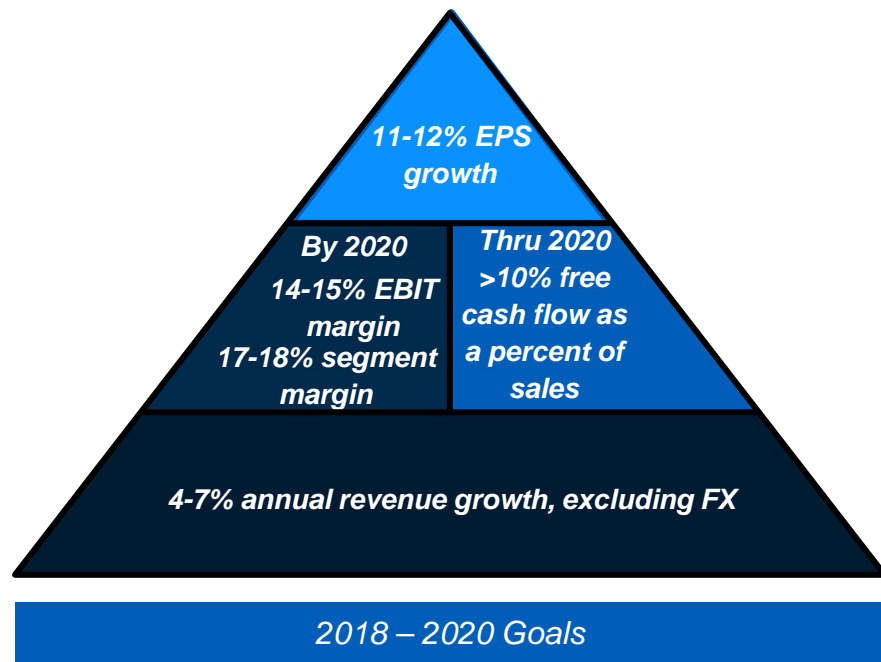 11-12% EPS
growth
By 2020
14-15% EBIT
margin
17-18% segment
margin
Thru 2020
>10% free
cash flow as
a percent of
sales
4-7% annual revenue growth, excluding FX
2018 – 2020 Goals